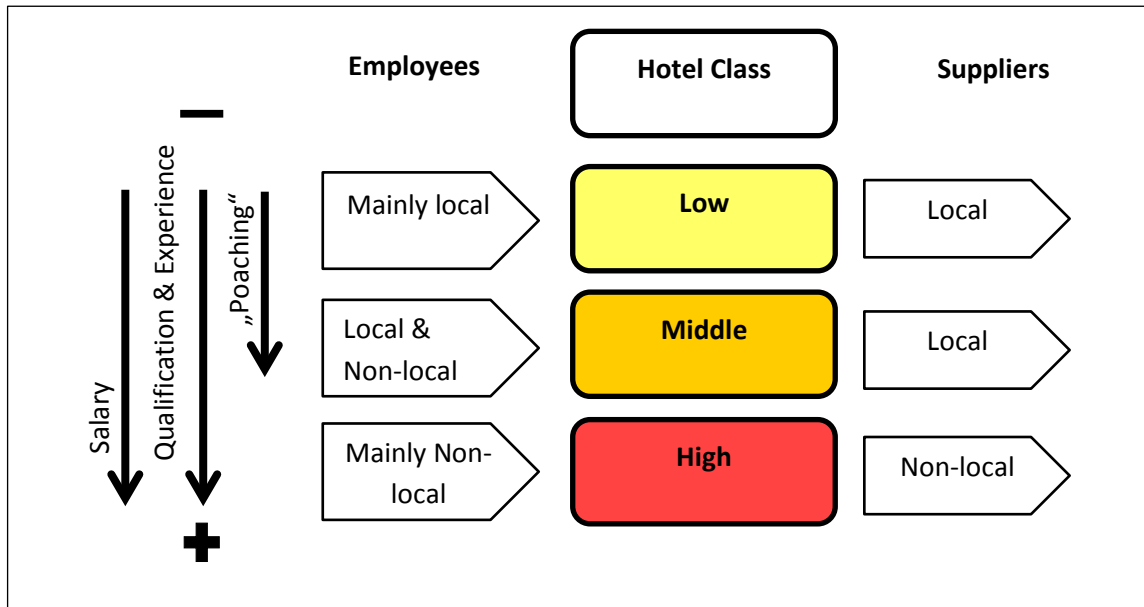 Employees
Hotel Class
Suppliers
−
Salary
Qualification & Experience
„Poaching“
Mainly local
Low
Local
Local &
Non-local
Middle
Local
Mainly Non-
local
High
Non-local
+